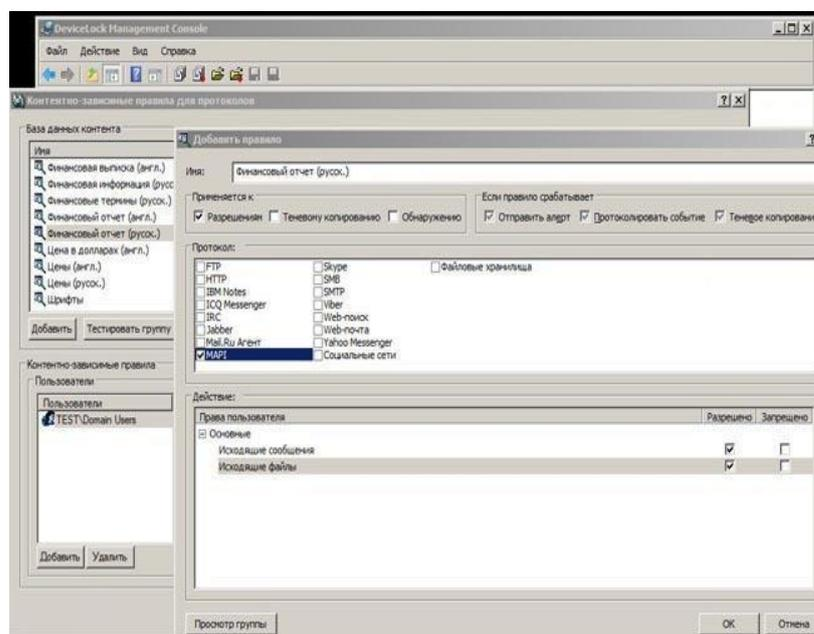 DeviceLock Management Console
Файл Действие Вид Справка
Контентно-зависимые правила для протоколов
База данных контента
Имя
Финансовая выписка (англ.)
Финансовая информация (русс
Финансовые термины (русск.)
Финансовый отчет (англ.)
Финансовый отчет (русск.)
Цена в долларах (англ.)
Цены (англ.)
Цены (русск.)
Шрифты
Добавить Тестировать группу
Контентно-зависимые правила
Пользователи
Пользователи
TEST\Domain Users
Добавить Удалить
Добавить правило
Имя: Финансовый отчет (русск.)
Применяется к
Разрешениям Теневому копированию Обнаружению
Если правило срабатывает
Отправить алерт Протоколировать событие Теневое копировани
Протокол:
FTP Skype Файловые хранилища
HTTP SMB
IBM Notes SMTP
ICQ Messenger Viber
IRC Web-поиск
Jabber Web-почта
Mail.Ru Агент Yahoo Messenger
MAPI Социальные сети
Действие:
Права пользователя Разрешено Запрещено
Основные
Исходящие сообщения
Исходящие файлы
Просмотр группы OK Отмена